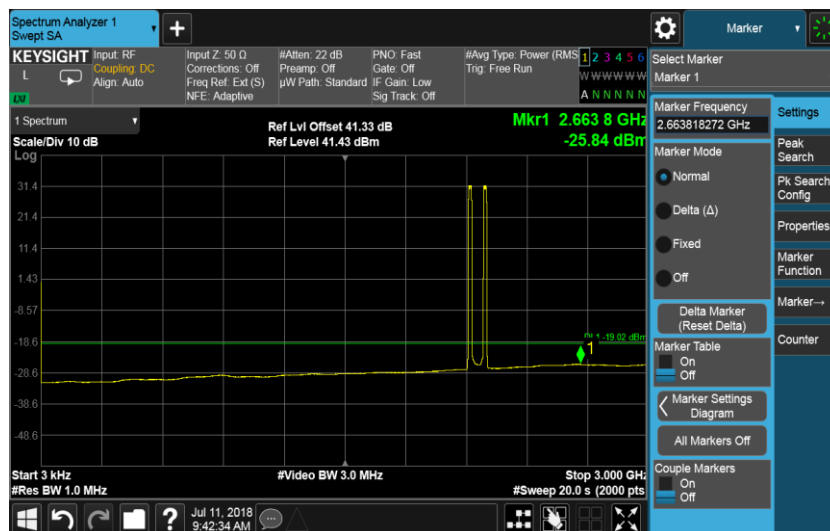 Spectrum Analyzer 1
Swept SA
+
Marker
KEYSIGHT
L
LXI
Input: RF
Coupling: DC
Align: Auto
Input Z: 50 Ω
Corrections: Off
Freq Ref: Ext (S)
NFE: Adaptive
#Atten: 22 dB
Preamp: Off
µW Path: Standard
PNO: Fast
Gate: Off
IF Gain: Low
Sig Track: Off
#Avg Type: Power (RMS
Trig: Free Run
1 2 3 4 5 6
W W W W W W
A N N N N N
1 Spectrum
Scale/Div 10 dB
Log
Ref Lvl Offset 41.33 dB
Ref Level 41.43 dBm
Mkr1 2.663 8 GHz
-25.84 dBm
31.4
21.4
11.4
1.43
-8.57
-18.6
-28.6
-38.6
-48.6
DL1 -19.02 dBm
1
Start 3 kHz
#Res BW 1.0 MHz
#Video BW 3.0 MHz
Stop 3.000 GHz
#Sweep 20.0 s (2000 pts
?
Jul 11, 2018
9:42:34 AM
Select Marker
Marker 1
Marker Frequency
2.663818272 GHz
Marker Mode
Normal
Delta (Δ)
Fixed
Off
Delta Marker
(Reset Delta)
Marker Table
On
Off
Marker Settings
Diagram
All Markers Off
Couple Markers
On
Off
Settings
Peak
Search
Pk Search
Config
Properties
Marker
Function
Marker→
Counter